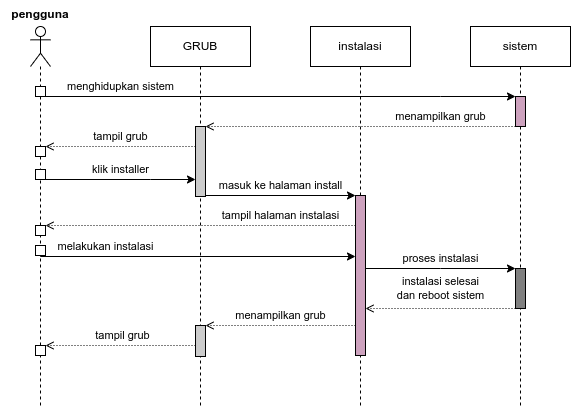 pengguna
GRUB
instalasi
sistem
menghidupkan sistem
menampilkan grub
tampil grub
klik installer
masuk ke halaman install
tampil halaman instalasi
melakukan instalasi
proses instalasi
instalasi selesai
dan reboot sistem
menampilkan grub
tampil grub